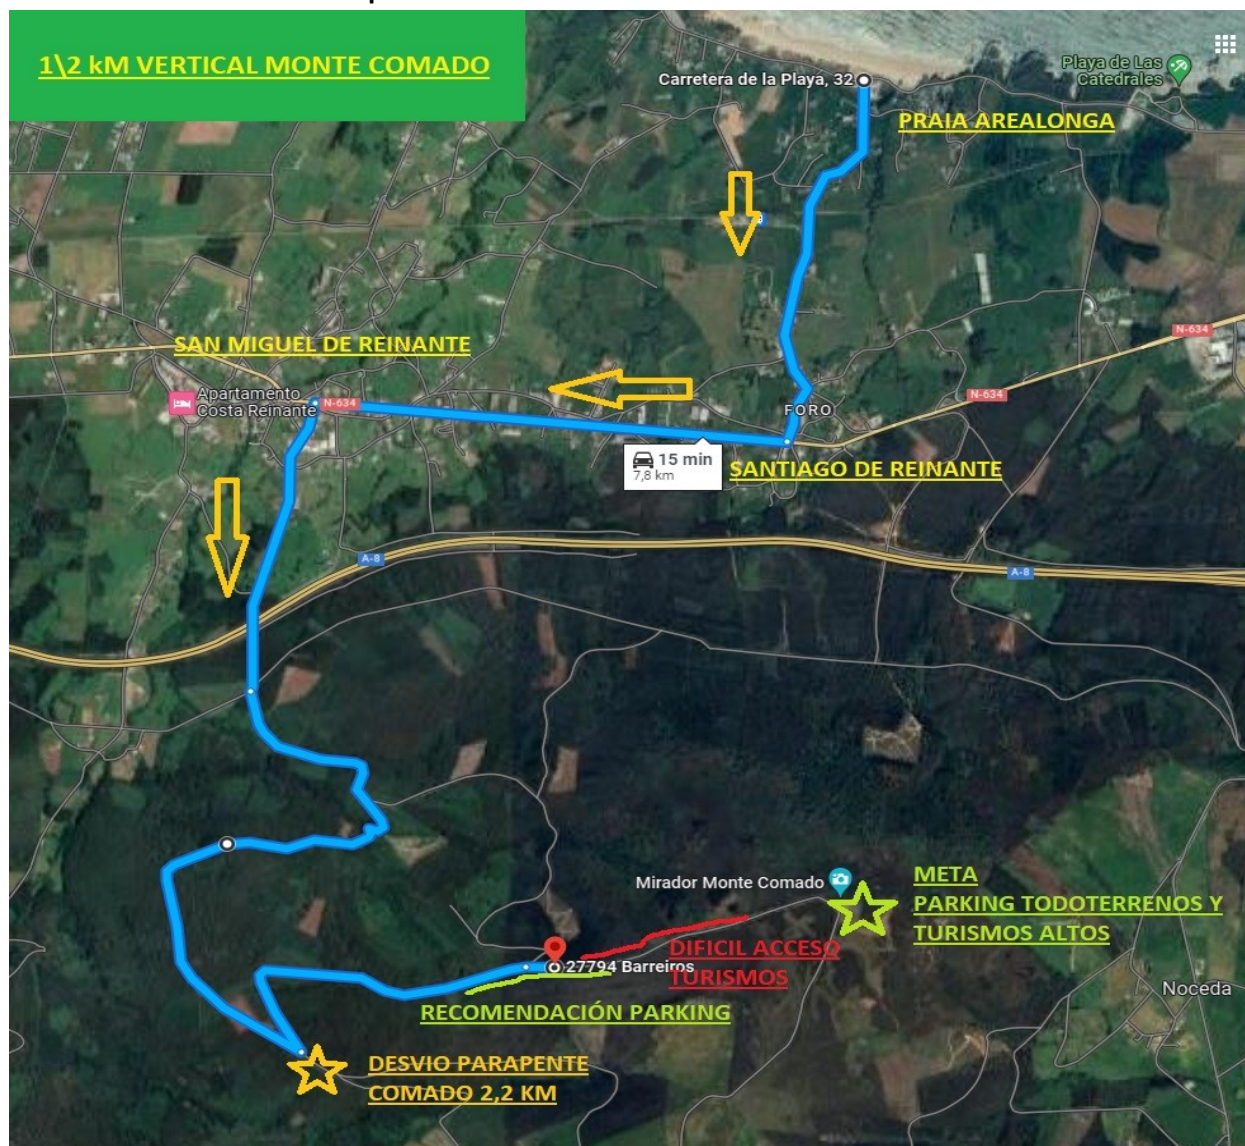 1\2 kM VERTICAL MONTE COMADO
Carretera de la Playa, 32
Playa de Las
Catedrales
PRAIA AREALONGA
N-634
SAN MIGUEL DE REINANTE
Apartamento
Costa Reinante
N-634
N-634
FORO
15 min
7,8 km
SANTIAGO DE REINANTE
A-8
A-8
Mirador Monte Comado
META
PARKING TODOTERRENOS Y
TURISMOS ALTOS
DIFICIL ACCESO
TURISMOS
27794 Barreiros
RECOMENDACIÓN PARKING
Noceda
DESVIO PARAPENTE
COMADO 2,2 KM